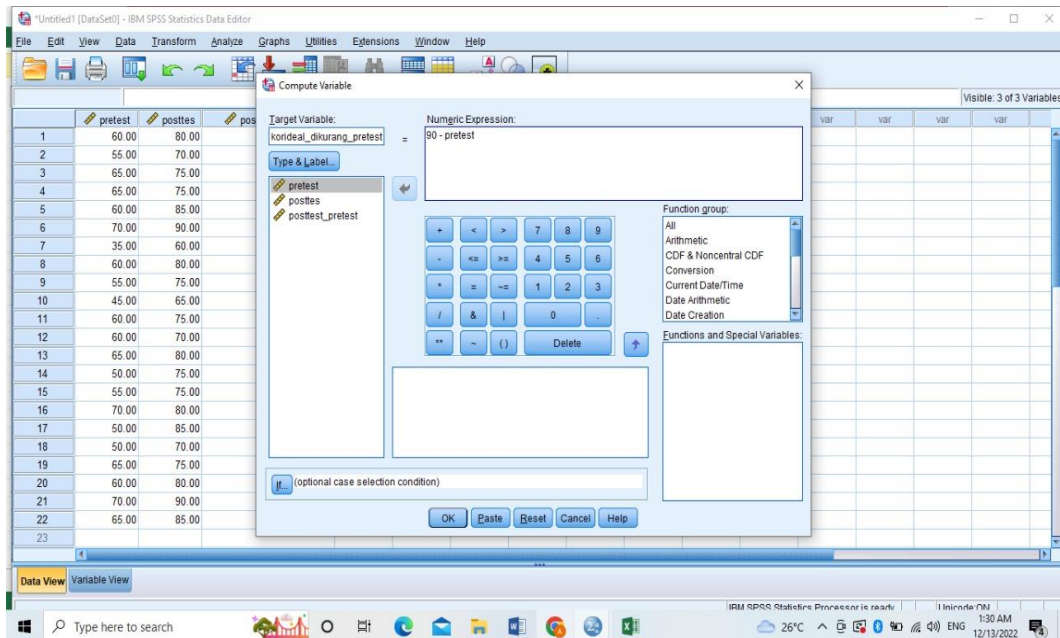 *Untitled1 [DataSet0] - IBM SPSS Statistics Data Editor
File Edit View Data Transform Analyze Graphs Utilities Extensions Window Help
Visible: 3 of 3 Variables
pretest posttes pos var var var var
1 60.00 80.00
2 55.00 70.00
3 65.00 75.00
4 65.00 75.00
5 60.00 85.00
6 70.00 90.00
7 35.00 60.00
8 60.00 80.00
9 55.00 75.00
10 45.00 65.00
11 60.00 75.00
12 60.00 70.00
13 65.00 80.00
14 50.00 75.00
15 55.00 75.00
16 70.00 80.00
17 50.00 85.00
18 50.00 70.00
19 65.00 75.00
20 60.00 80.00
21 70.00 90.00
22 65.00 85.00
23
Compute Variable
Target Variable:
korideal_dikurang_pretest
=
Numeric Expression:
90 - pretest
Type & Label...
pretest
posttes
posttest_pretest
+ < > 7 8 9
- <= >= 4 5 6
* = ~= 1 2 3
/ & | 0 .
** ~ ( ) Delete
Function group:
All
Arithmetic
CDF & Noncentral CDF
Conversion
Current Date/Time
Date Arithmetic
Date Creation
Functions and Special Variables:
If... (optional case selection condition)
OK Paste Reset Cancel Help
Data View Variable View
IBM SPSS Statistics Processor is ready Unicode:ON
Type here to search
26°C ENG 1:30 AM
12/13/2022